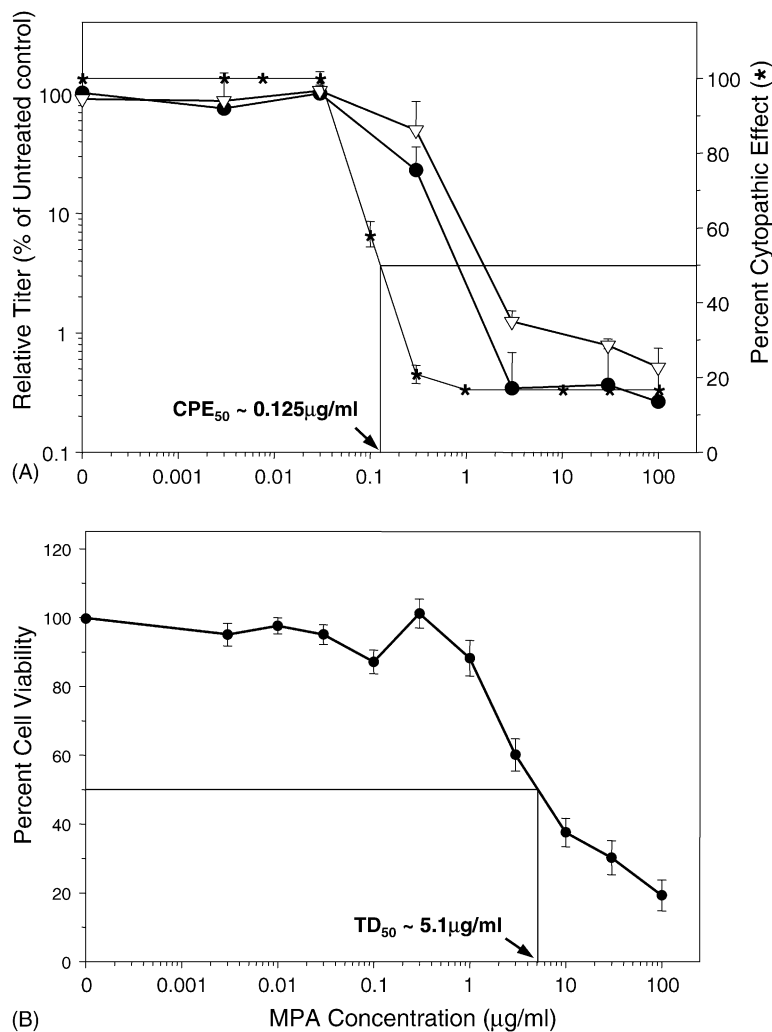 Relative Titer (% of Untreated control)
100
10
1
0.1
100
80
60
40
20
0
Percent Cytopathic Effect (*)
CPE50 ~ 0.125μg/ml
(A)
0 0.001 0.01 0.1 1 10 100
Percent Cell Viability
120
100
80
60
40
20
0
TD50 ~ 5.1μg/ml
0 0.001 0.01 0.1 1 10 100
(B)
MPA Concentration (μg/ml)